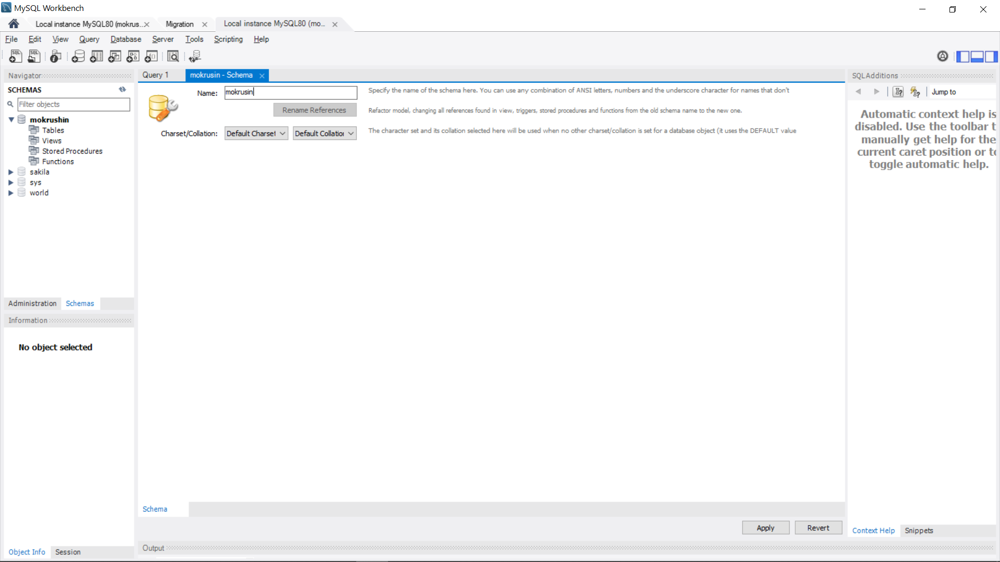 MySQL Workbench
Local instance MySQL80 (mokrus...
Migration
Local instance MySQL80 (mo...
File Edit View Query Database Server Tools Scripting Help
Navigator
SCHEMAS
Filter objects
mokrushin
Tables
Views
Stored Procedures
Functions
sakila
sys
world
Administration Schemas
Information
No object selected
Object Info Session
Query 1
mokrusin - Schema
Name: mokrusin
Specify the name of the schema here. You can use any combination of ANSI letters, numbers and the underscore character for names that don't
Rename References
Refactor model, changing all references found in view, triggers, stored procedures and functions from the old schema name to the new one.
Charset/Collation: Default Charset Default Collation
The character set and its collation selected here will be used when no other charset/collation is set for a database object (it uses the DEFAULT value
Schema
Apply Revert
Output
SQLAdditions
Jump to
Automatic context help is
disabled. Use the toolbar t
manually get help for the
current caret position or to
toggle automatic help.
Context Help Snippets